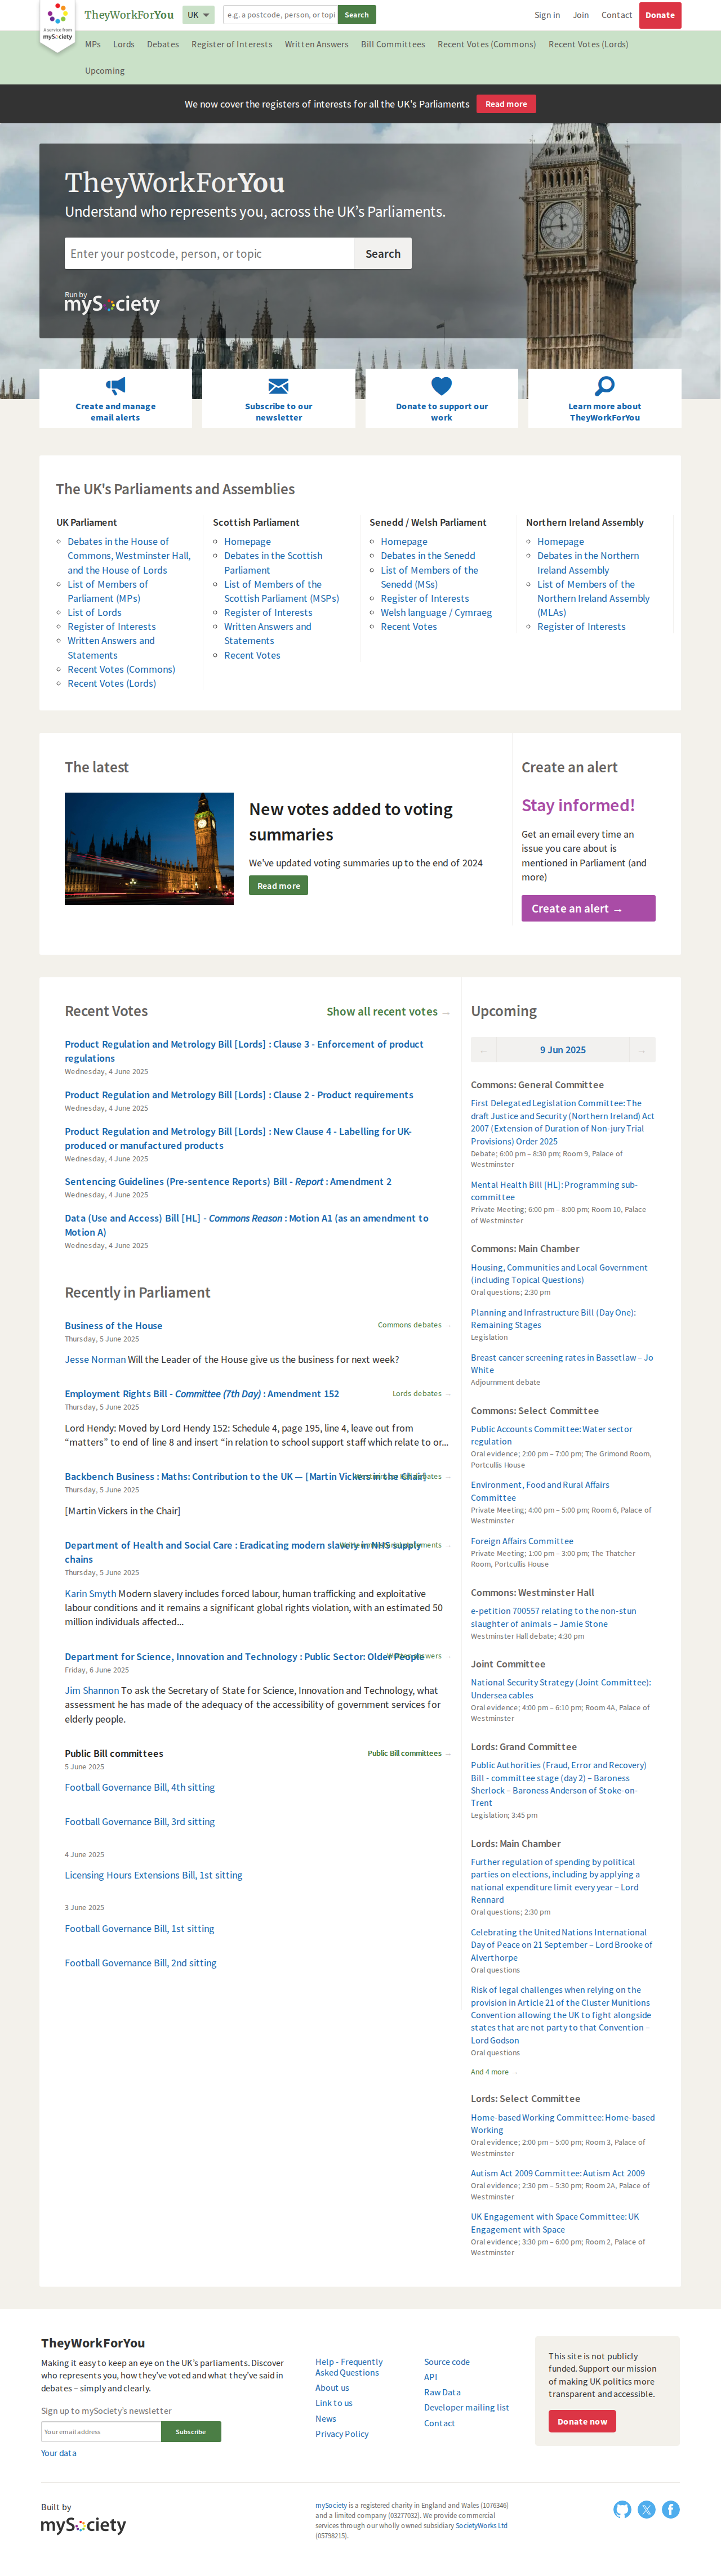 A service from
mySociety
TheyWorkForYou
UK
e.g. a postcode, person, or topi
Search
Sign in
Join
Contact
Donate
MPs
Lords
Debates
Register of Interests
Written Answers
Bill Committees
Recent Votes (Commons)
Recent Votes (Lords)
Upcoming
We now cover the registers of interests for all the UK's Parliaments
Read more
TheyWorkForYou
Understand who represents you, across the UK’s Parliaments.
Enter your postcode, person, or topic
Search
Run by
mySociety
Create and manage
email alerts
Subscribe to our
newsletter
Donate to support our
work
Learn more about
TheyWorkForYou
The UK's Parliaments and Assemblies
UK Parliament
Debates in the House of
Commons, Westminster Hall,
and the House of Lords
List of Members of
Parliament (MPs)
List of Lords
Register of Interests
Written Answers and
Statements
Recent Votes (Commons)
Recent Votes (Lords)
Scottish Parliament
Homepage
Debates in the Scottish
Parliament
List of Members of the
Scottish Parliament (MSPs)
Register of Interests
Written Answers and
Statements
Recent Votes
Senedd / Welsh Parliament
Homepage
Debates in the Senedd
List of Members of the
Senedd (MSs)
Register of Interests
Welsh language / Cymraeg
Recent Votes
Northern Ireland Assembly
Homepage
Debates in the Northern
Ireland Assembly
List of Members of the
Northern Ireland Assembly
(MLAs)
Register of Interests
The latest
New votes added to voting
summaries
We've updated voting summaries up to the end of 2024
Read more
Create an alert
Stay informed!
Get an email every time an
issue you care about is
mentioned in Parliament (and
more)
Create an alert →
Recent Votes
Show all recent votes →
Product Regulation and Metrology Bill [Lords] : Clause 3 - Enforcement of product
regulations
Wednesday, 4 June 2025
Product Regulation and Metrology Bill [Lords] : Clause 2 - Product requirements
Wednesday, 4 June 2025
Product Regulation and Metrology Bill [Lords] : New Clause 4 - Labelling for UK-
produced or manufactured products
Wednesday, 4 June 2025
Sentencing Guidelines (Pre-sentence Reports) Bill - Report : Amendment 2
Wednesday, 4 June 2025
Data (Use and Access) Bill [HL] - Commons Reason : Motion A1 (as an amendment to
Motion A)
Wednesday, 4 June 2025
Recently in Parliament
Business of the House
Commons debates →
Thursday, 5 June 2025
Jesse Norman Will the Leader of the House give us the business for next week?
Employment Rights Bill - Committee (7th Day) : Amendment 152
Lords debates →
Thursday, 5 June 2025
Lord Hendy: Moved by Lord Hendy 152: Schedule 4, page 195, line 4, leave out from
“matters” to end of line 8 and insert “in relation to school support staff which relate to or...
Backbench Business : Maths: Contribution to the UK — [Martin Vickers in the Chair]
Thursday, 5 June 2025
[Martin Vickers in the Chair]
Department of Health and Social Care : Eradicating modern slavery in NHS supply
chains
Thursday, 5 June 2025
Karin Smyth Modern slavery includes forced labour, human trafficking and exploitative
labour conditions and it remains a significant global rights violation, with an estimated 50
million individuals affected...
Department for Science, Innovation and Technology : Public Sector: Older People
Friday, 6 June 2025
Jim Shannon To ask the Secretary of State for Science, Innovation and Technology, what
assessment he has made of the adequacy of the accessibility of government services for
elderly people.
Public Bill committees
Public Bill committees →
5 June 2025
Football Governance Bill, 4th sitting
Football Governance Bill, 3rd sitting
4 June 2025
Licensing Hours Extensions Bill, 1st sitting
3 June 2025
Football Governance Bill, 1st sitting
Football Governance Bill, 2nd sitting
Upcoming
← 9 Jun 2025 →
Commons: General Committee
First Delegated Legislation Committee: The
draft Justice and Security (Northern Ireland) Act
2007 (Extension of Duration of Non-jury Trial
Provisions) Order 2025
Debate; 6:00 pm – 8:30 pm; Room 9, Palace of
Westminster
Mental Health Bill [HL]: Programming sub-
committee
Private Meeting; 6:00 pm – 8:00 pm; Room 10, Palace
of Westminster
Commons: Main Chamber
Housing, Communities and Local Government
(including Topical Questions)
Oral questions; 2:30 pm
Planning and Infrastructure Bill (Day One):
Remaining Stages
Legislation
Breast cancer screening rates in Bassetlaw – Jo
White
Adjournment debate
Commons: Select Committee
Public Accounts Committee: Water sector
regulation
Oral evidence; 2:00 pm – 7:00 pm; The Grimond Room,
Portcullis House
Environment, Food and Rural Affairs
Committee
Private Meeting; 4:00 pm – 5:00 pm; Room 6, Palace of
Westminster
Foreign Affairs Committee
Private Meeting; 1:00 pm – 3:00 pm; The Thatcher
Room, Portcullis House
Commons: Westminster Hall
e-petition 700557 relating to the non-stun
slaughter of animals – Jamie Stone
Westminster Hall debate; 4:30 pm
Joint Committee
National Security Strategy (Joint Committee):
Undersea cables
Oral evidence; 4:00 pm – 6:10 pm; Room 4A, Palace of
Westminster
Lords: Grand Committee
Public Authorities (Fraud, Error and Recovery)
Bill - committee stage (day 2) – Baroness
Sherlock – Baroness Anderson of Stoke-on-
Trent
Legislation; 3:45 pm
Lords: Main Chamber
Further regulation of spending by political
parties on elections, including by applying a
national expenditure limit every year – Lord
Rennard
Oral questions; 2:30 pm
Celebrating the United Nations International
Day of Peace on 21 September – Lord Brooke of
Alverthorpe
Oral questions
Risk of legal challenges when relying on the
provision in Article 21 of the Cluster Munitions
Convention allowing the UK to fight alongside
states that are not party to that Convention –
Lord Godson
Oral questions
And 4 more →
Lords: Select Committee
Home-based Working Committee: Home-based
Working
Oral evidence; 2:00 pm – 5:00 pm; Room 3, Palace of
Westminster
Autism Act 2009 Committee: Autism Act 2009
Oral evidence; 2:30 pm – 5:30 pm; Room 2A, Palace of
Westminster
UK Engagement with Space Committee: UK
Engagement with Space
Oral evidence; 3:30 pm – 6:00 pm; Room 2, Palace of
Westminster
TheyWorkForYou
Making it easy to keep an eye on the UK’s parliaments. Discover
who represents you, how they’ve voted and what they’ve said in
debates – simply and clearly.
Sign up to mySociety's newsletter
Your email address
Subscribe
Your data
Help - Frequently
Asked Questions
About us
Link to us
News
Privacy Policy
Source code
API
Raw Data
Developer mailing list
Contact
This site is not publicly
funded. Support our mission
of making UK politics more
transparent and accessible.
Donate now
Built by
mySociety
mySociety is a registered charity in England and Wales (1076346)
and a limited company (03277032). We provide commercial
services through our wholly owned subsidiary SocietyWorks Ltd
(05798215).